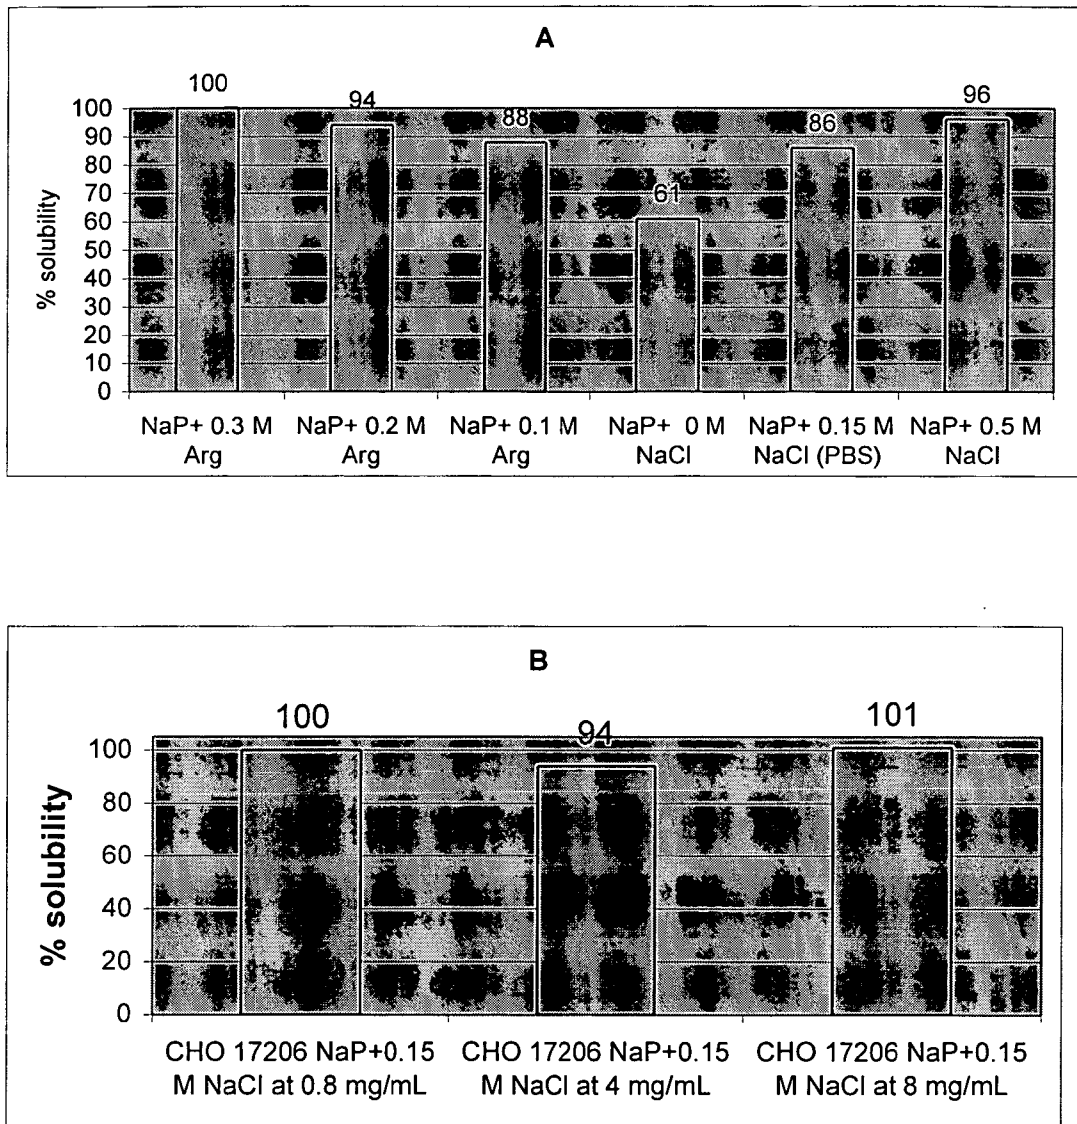 A
100
94
88
61
86
96
100
90
80
70
60
50
40
30
20
10
0
% solubility
NaP+ 0.3 M
Arg
NaP+ 0.2 M
Arg
NaP+ 0.1 M
Arg
NaP+ 0 M
NaCl
NaP+ 0.15 M
NaCl (PBS)
NaP+ 0.5 M
NaCl
B
100
94
101
100
80
60
40
20
0
% solubility
CHO 17206 NaP+0.15
M NaCl at 0.8 mg/mL
CHO 17206 NaP+0.15
M NaCl at 4 mg/mL
CHO 17206 NaP+0.15
M NaCl at 8 mg/mL